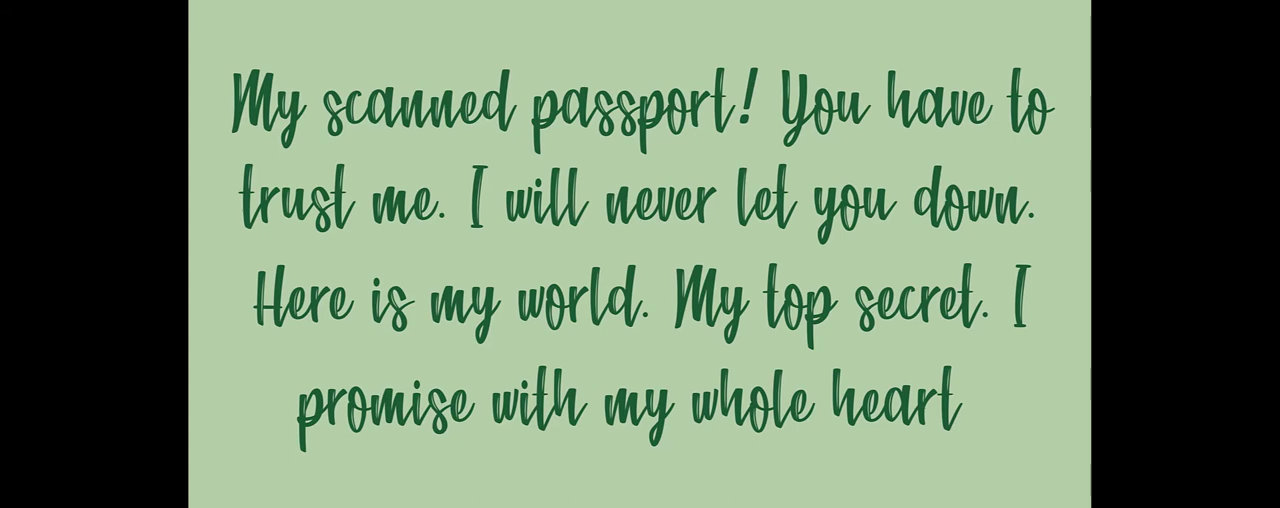 My scanned passport! You have to
trust me. I will never let you down.
Here is my world. My top secret. I
promise with my whole heart